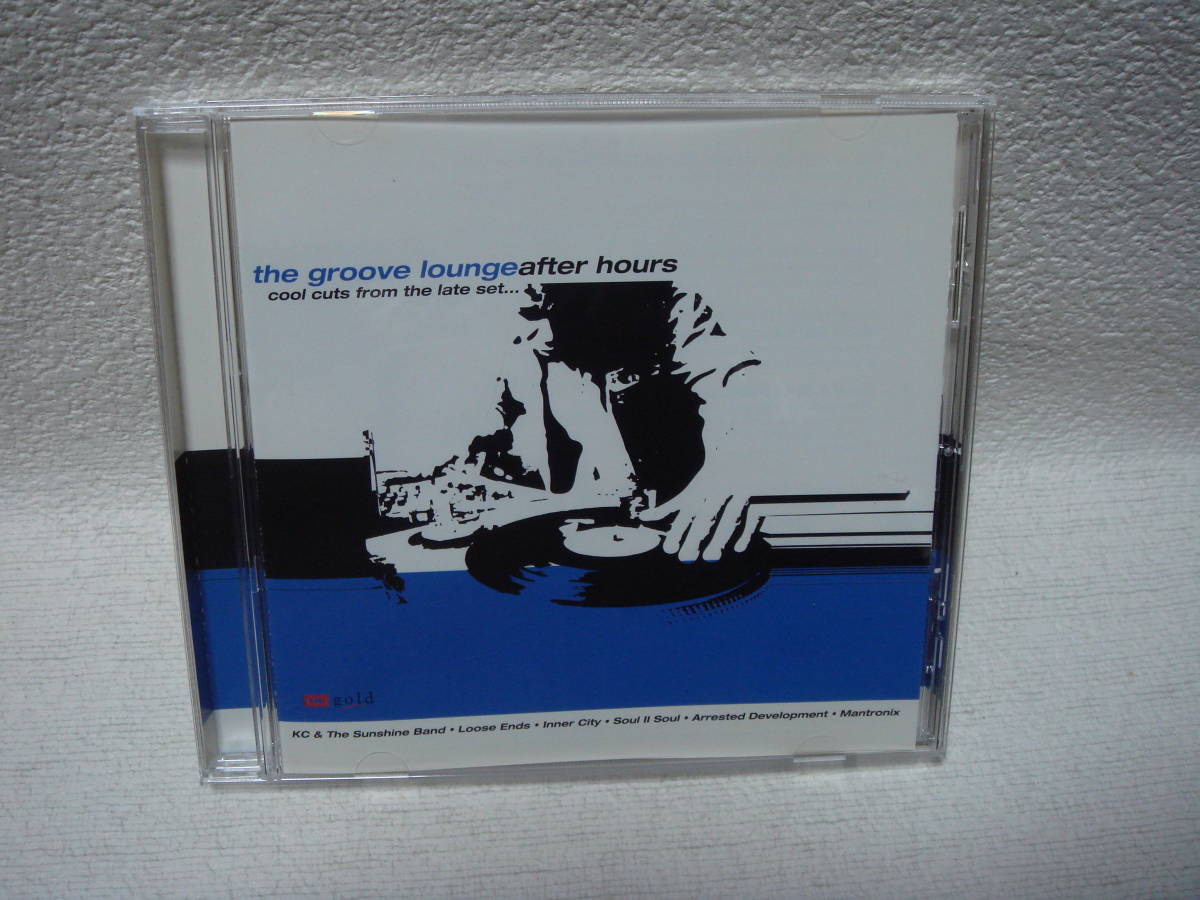 the groove loungeafter hours
cool cuts from the late set...
EMI gold
KC & The Sunshine Band • Loose Ends • Inner City • Soul II Soul • Arrested Development • Mantronix